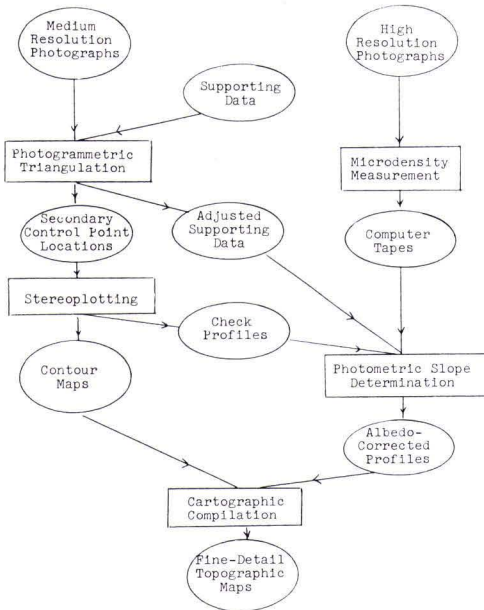 Medium
Resolution
Photographs
High
Resolution
Photographs
Supporting
Data
Photogrammetric
Triangulation
Microdensity
Measurement
Secondary
Control Point
Locations
Adjusted
Supporting
Data
Computer
Tapes
Stereoplotting
Check
Profiles
Contour
Maps
Photometric Slope
Determination
Albedo-
Corrected
Profiles
Cartographic
Compilation
Fine-Detail
Topographic
Maps